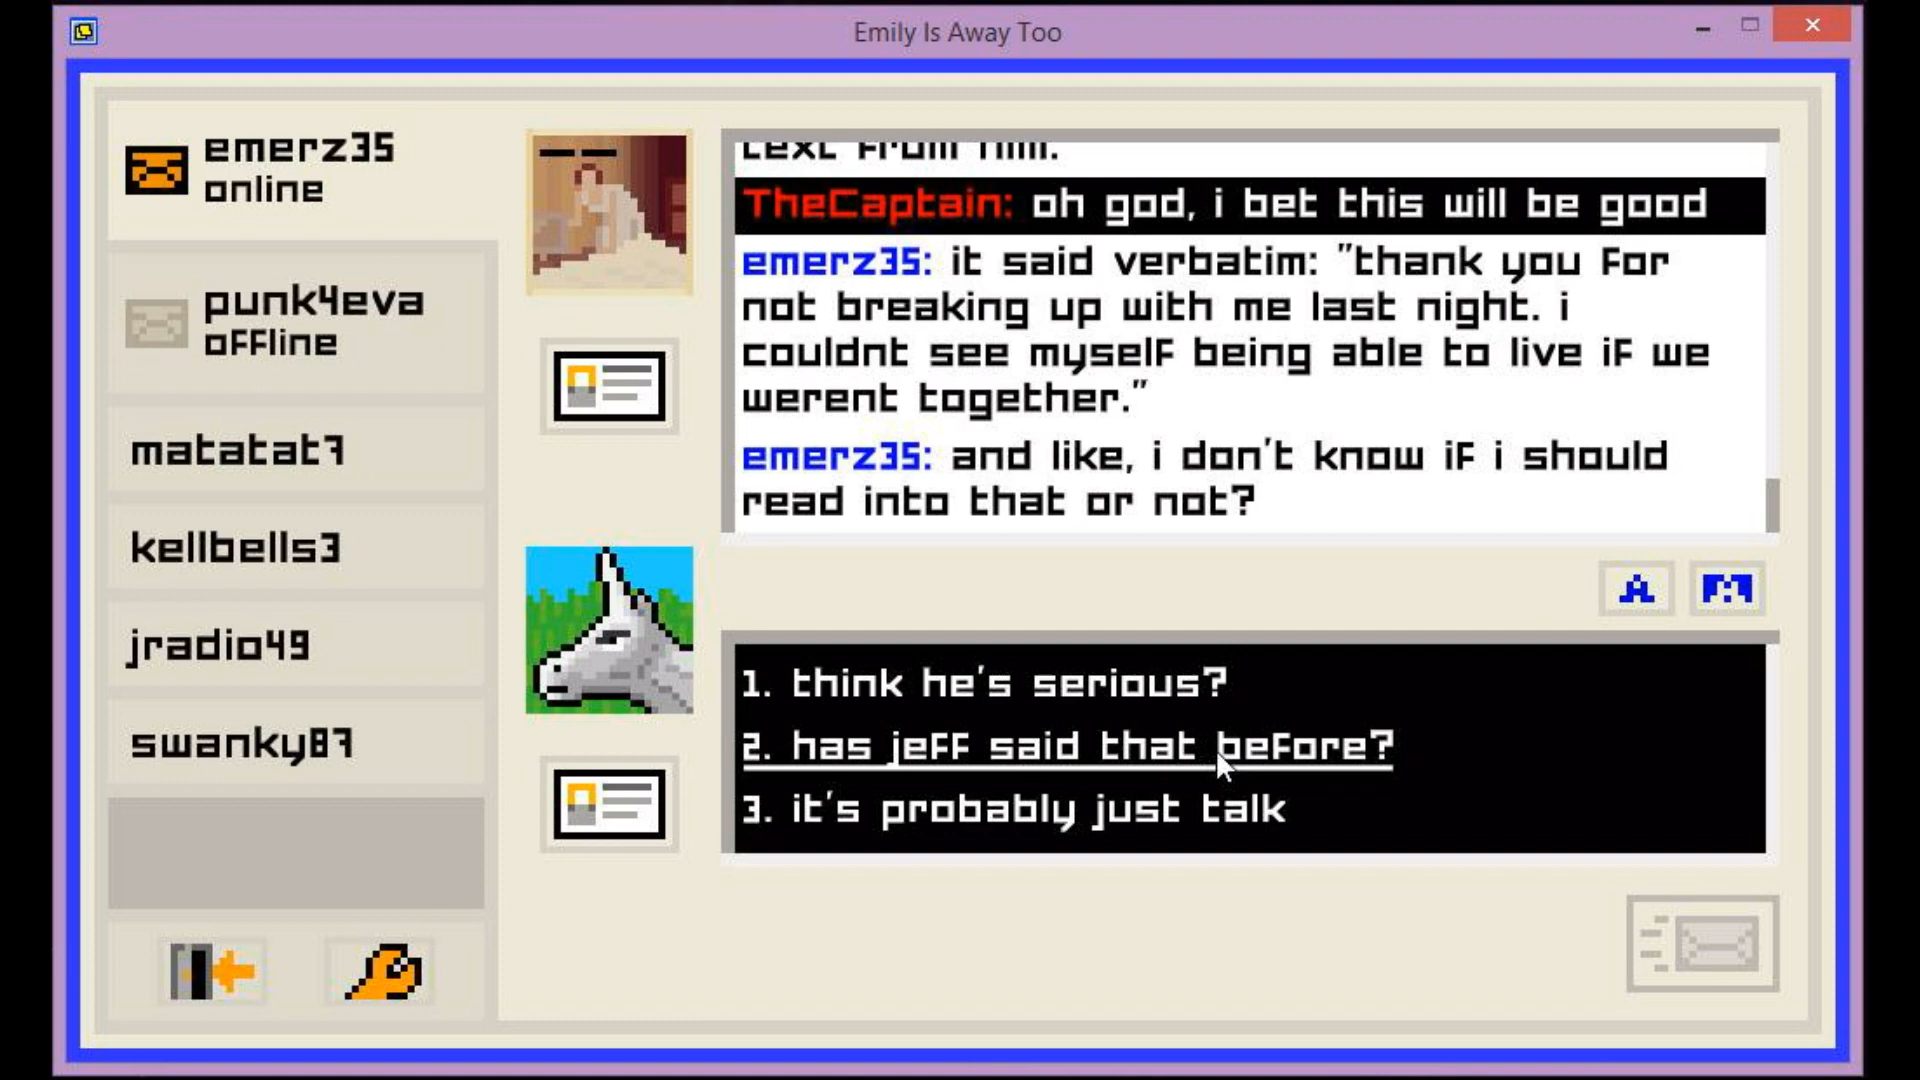 Emily Is Away Too
emerz35
online
punk4eva
offline
matatat7
kellbells3
jradio49
swanky87
text from him.
TheCaptain: oh god, i bet this will be good
emerz35: it said verbatim: "thank you for
not breaking up with me last night. i
couldnt see myself being able to live if we
werent together."
emerz35: and like, i don't know if i should
read into that or not?
A
1. think he's serious?
2. has jeff said that before?
3. it's probably just talk